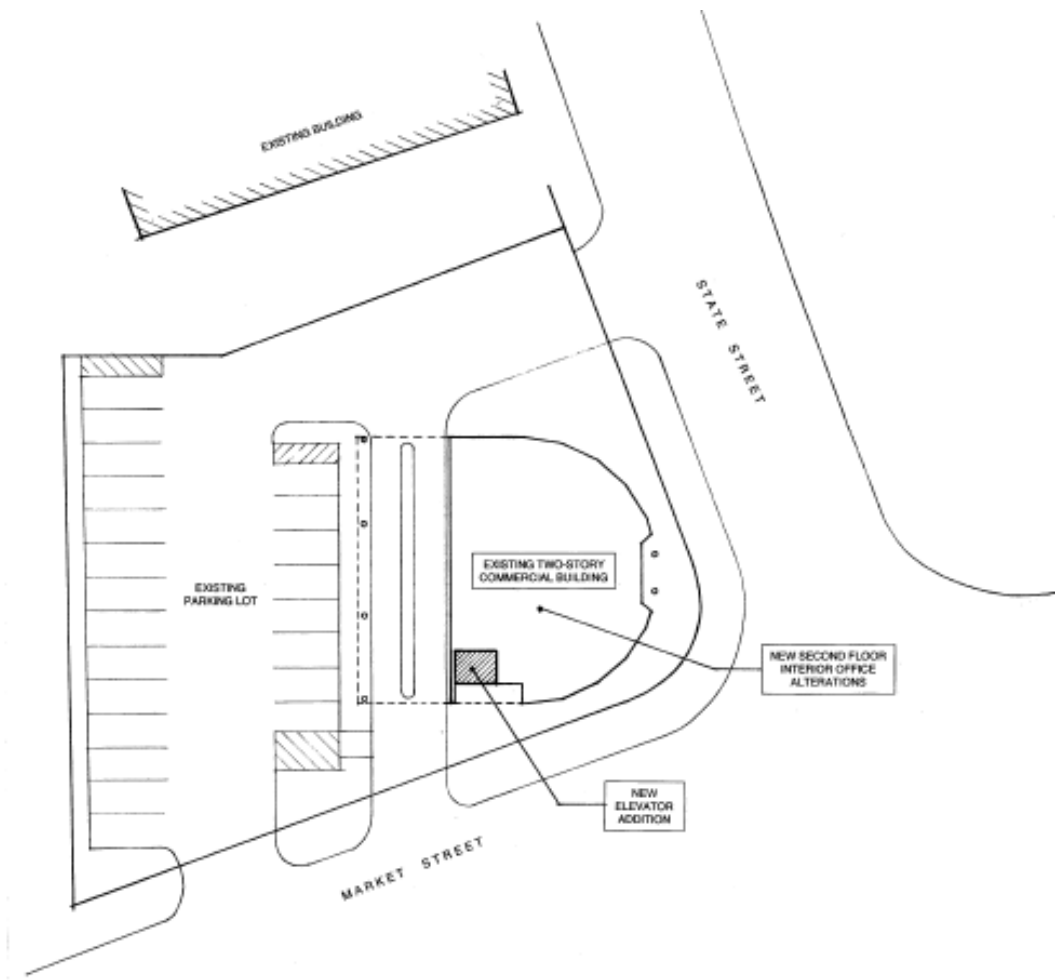 EXISTING BUILDING
STATE STREET
EXISTING TWO-STORY
COMMERCIAL BUILDING
EXISTING
PARKING LOT
NEW SECOND FLOOR
INTERIOR OFFICE
ALTERATIONS
NEW
ELEVATOR
ADDITION
MARKET STREET